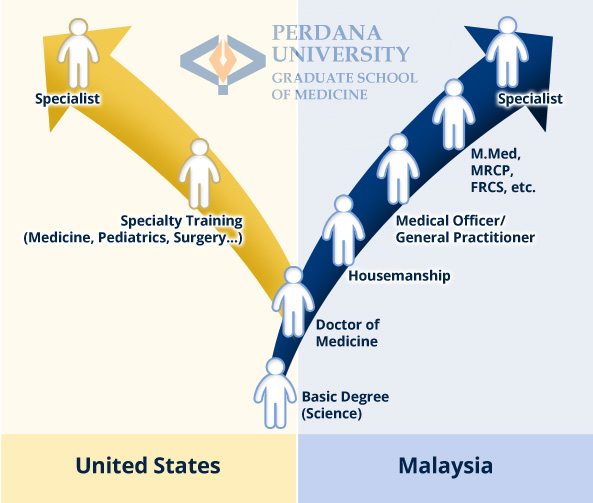 PERDANA
UNIVERSITY
GRADUATE SCHOOL
OF MEDICINE
Specialist
Specialist
M.Med,
MRCP,
FRCS, etc.
Specialty Training
(Medicine, Pediatrics, Surgery...)
Medical Officer/
General Practitioner
Housemanship
Doctor of
Medicine
Basic Degree
(Science)
United States
Malaysia